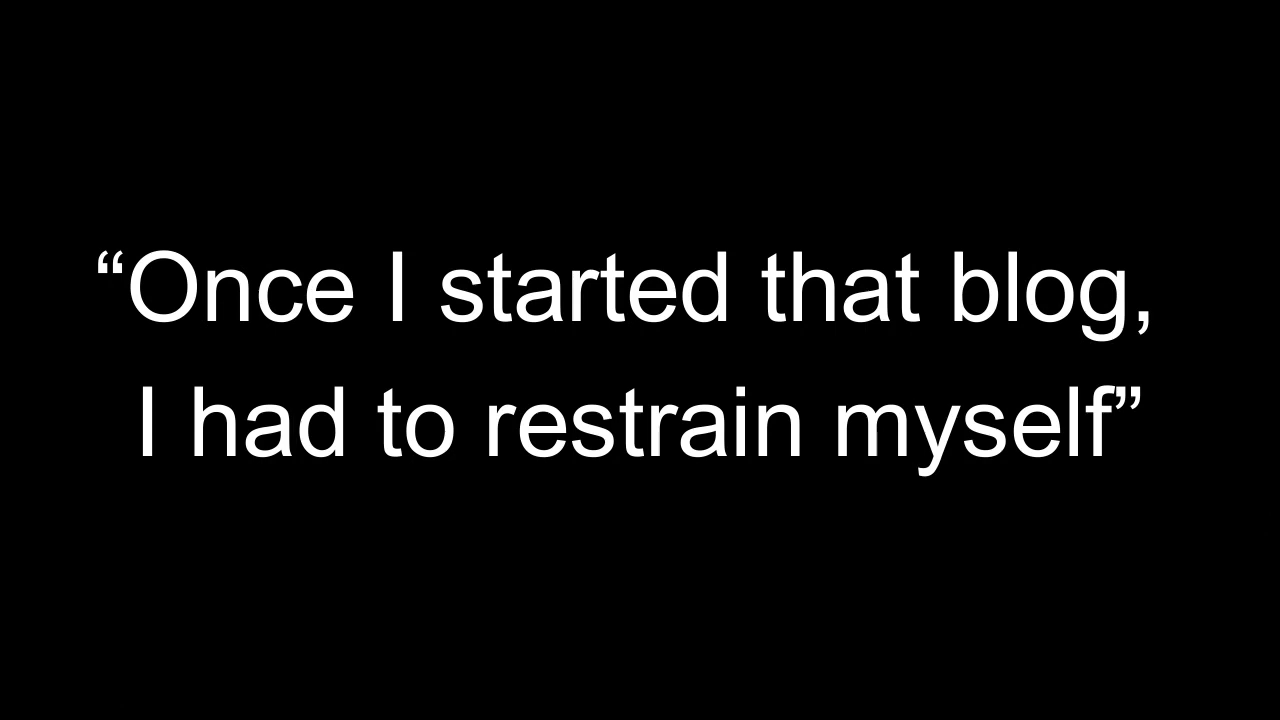 “Once I started that blog,
I had to restrain myself”